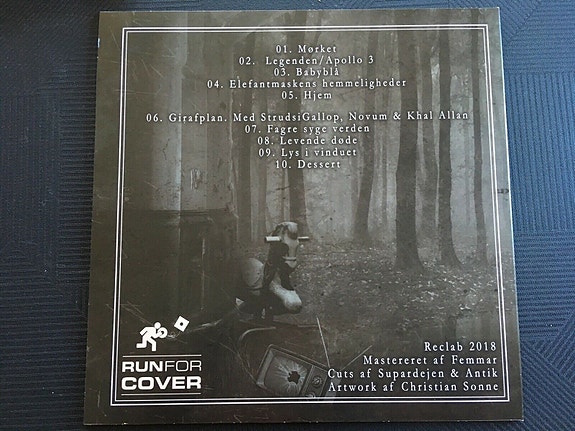 01. Mørket
02. Legenden/Apollo 3
03. Babyblå
04. Elefantmaskens hemmeligheder
05. Hjem
06. Girafplan. Med StrudsiGallop, Novum & Khal Allan
07. Fagre syge verden
08. Levende døde
09. Lys i vinduet
10. Dessert
RUNFOR
COVER
Reclab 2018
Mastereret af Femmar
Cuts af Supardejen & Antik
Artwork af Christian Sonne